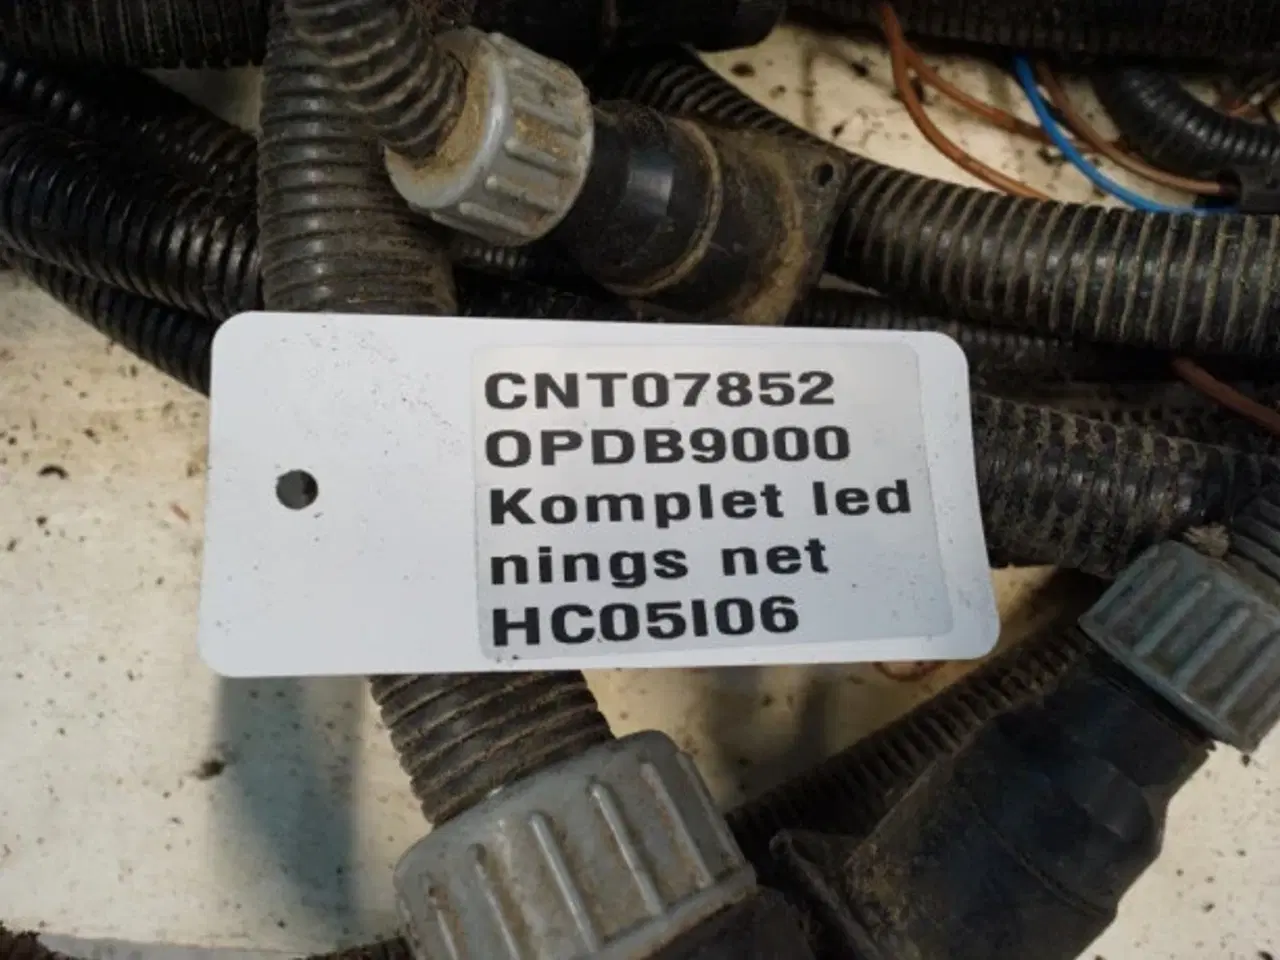 CNT07852
OPDB9000
Komplet led
nings net
HC05I06